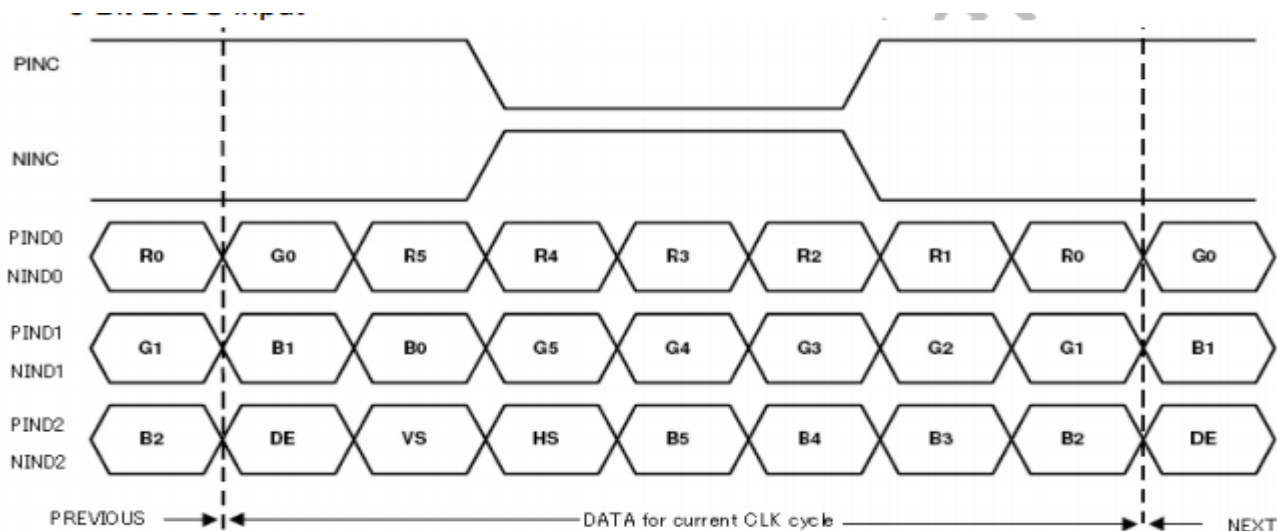 PINC
NINC
PIND0
R0 G0 R5 R4 R3 R2 R1 R0 G0
NIND0
PIND1
G1 B1 B0 G5 G4 G3 G2 G1 B1
NIND1
PIND2
B2 DE VS HS B5 B4 B3 B2 DE
NIND2
PREVIOUS DATA for current CLK cycle NEXT